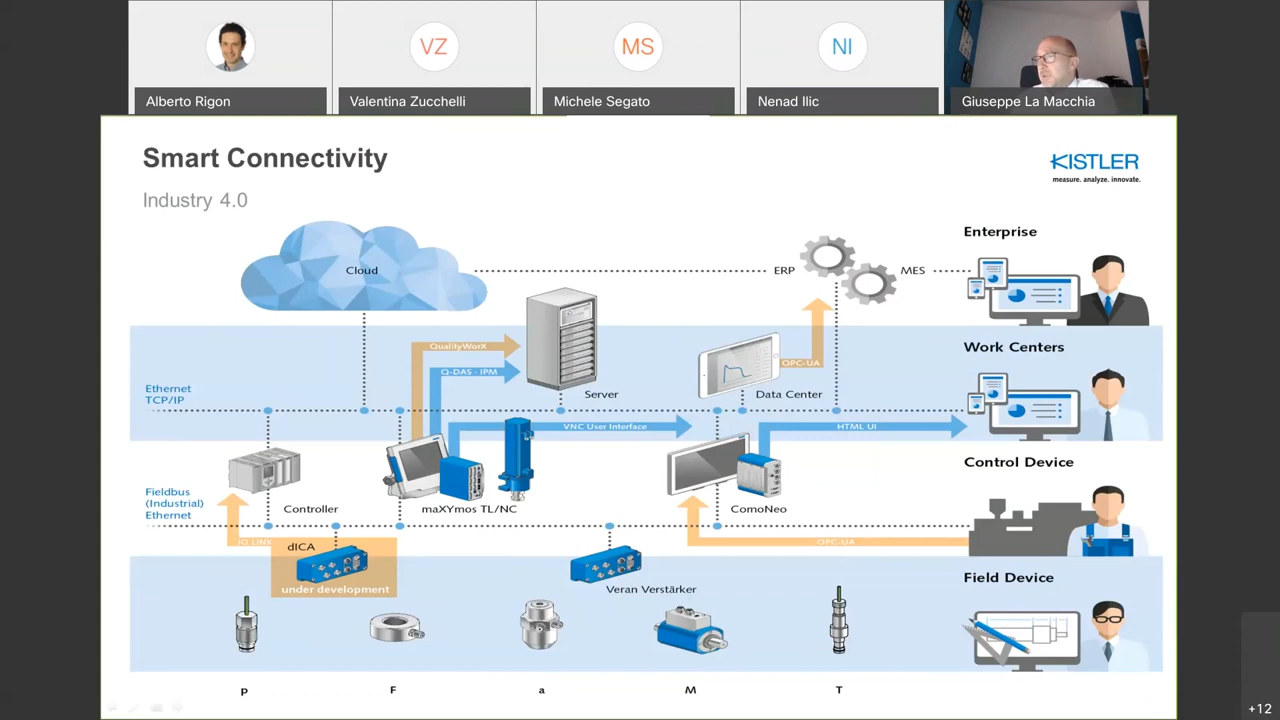 VZ
MS
NI
Alberto Rigon
Valentina Zucchelli
Michele Segato
Nenad Ilic
Giuseppe La Macchia
Smart Connectivity
KISTLER
measure. analyze. innovate.
Industry 4.0
Enterprise
Cloud
ERP
MES
QualityWorX
Work Centers
Q-DAS - IPM
OPC-UA
Ethernet
TCP/IP
Server
Data Center
VNC User Interface
HTML UI
Control Device
Fieldbus
(Industrial)
Ethernet
Controller
maXYmos TL/NC
ComoNeo
IO LINK
dICA
OPC-UA
under development
Veran Verstärker
Field Device
p
F
a
M
T
+12